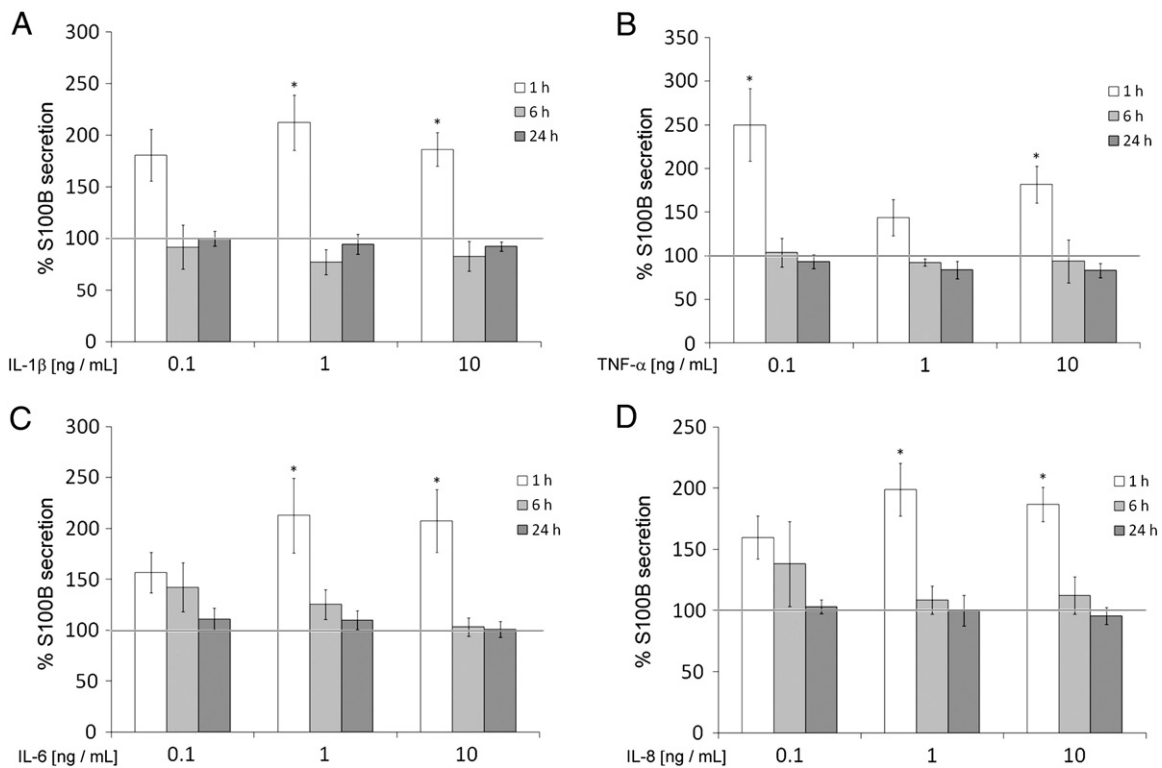 A
% S100B secretion
300
250
200
150
100
50
0
*
*
1 h
6 h
24 h
IL-1β [ng / mL] 0.1 1 10
B
% S100B secretion
350
300
250
200
150
100
50
0
*
*
1 h
6 h
24 h
TNF-α [ng / mL] 0.1 1 10
C
% S100B secretion
300
250
200
150
100
50
0
*
*
1 h
6 h
24 h
IL-6 [ng / mL] 0.1 1 10
D
% S100B secretion
250
200
150
100
50
0
*
*
1 h
6 h
24 h
IL-8 [ng / mL] 0.1 1 10